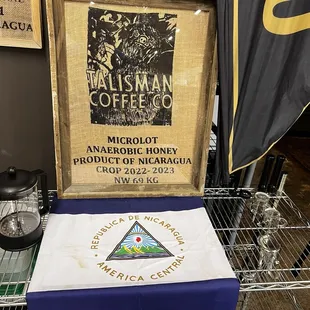 RAGUA
TALISMAN
COFFEE CO
MICROLOT
ANAEROBIC HONEY
PRODUCT OF NICARAGUA
CROP 2022-2023
NW 69 KG
REPUBLICA DE NICARAGUA
AMERICA CENTRAL